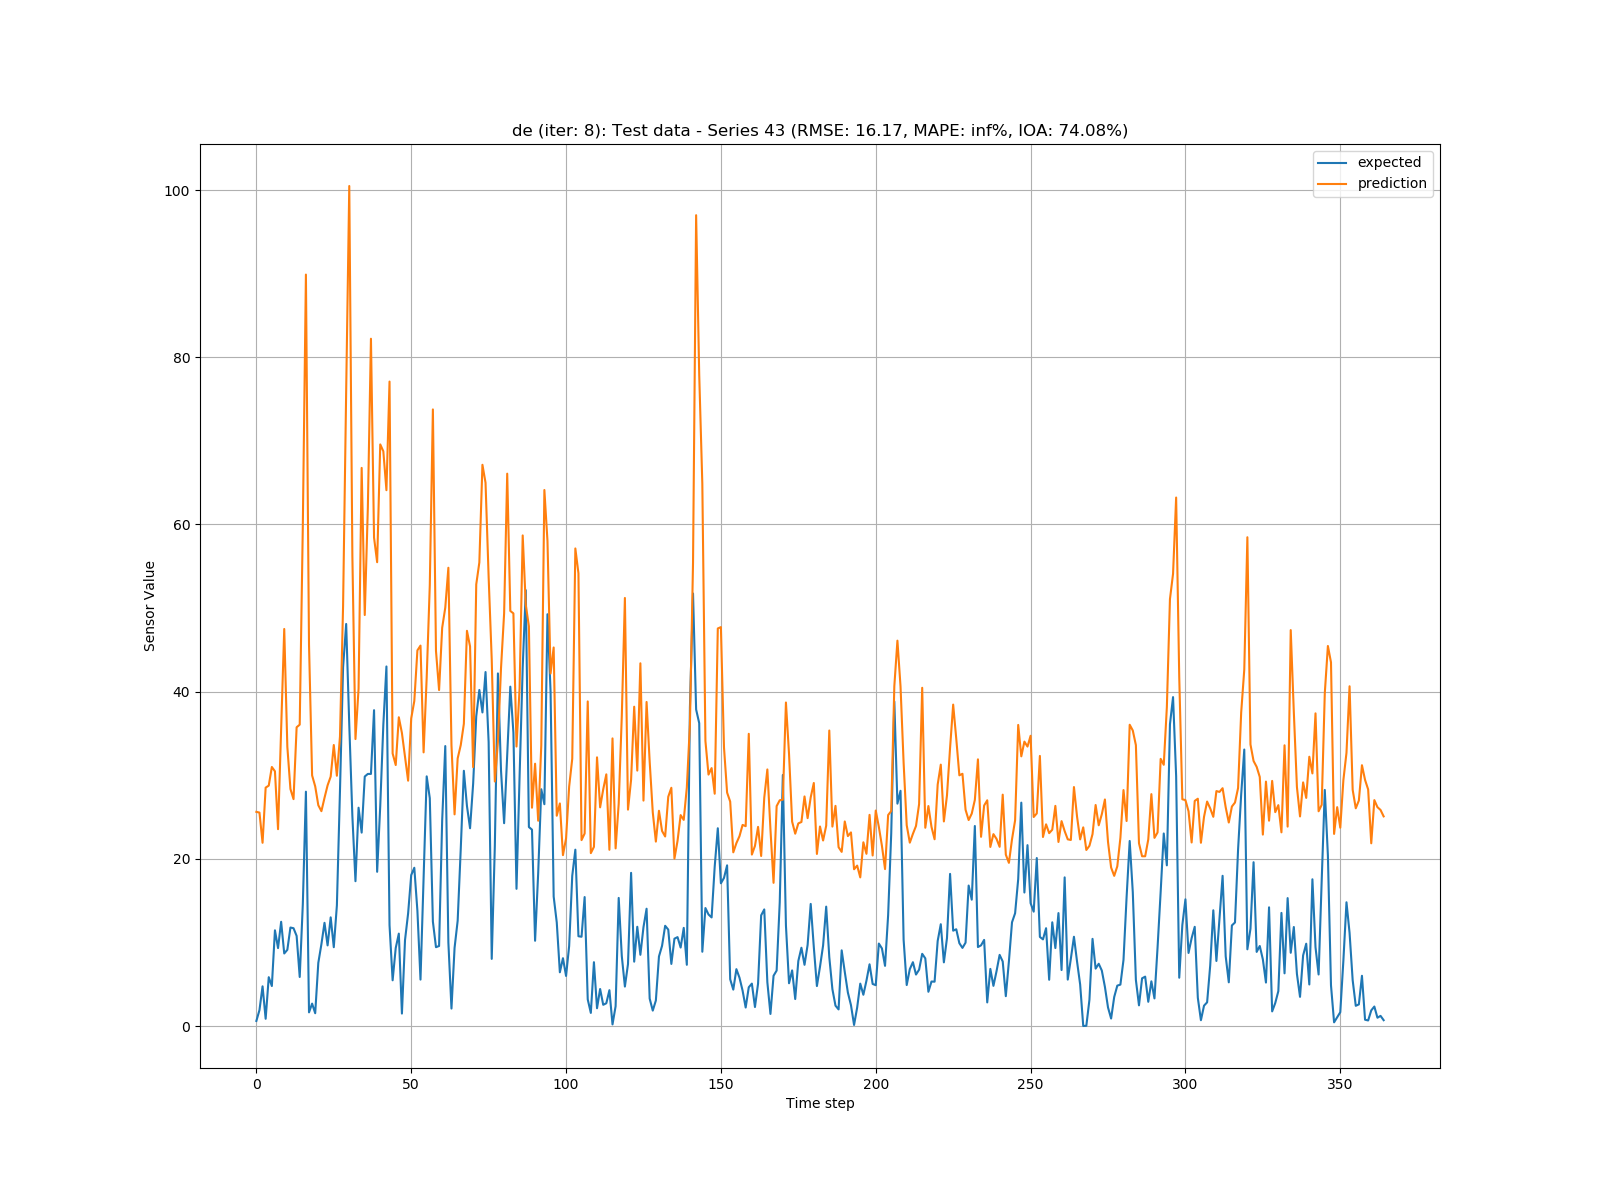 de (iter: 8): Test data - Series 43 (RMSE: 16.17, MAPE: inf%, IOA: 74.08%)
expected
prediction
100
80
60
40
20
0
Sensor Value
0 50 100 150 200 250 300 350
Time step